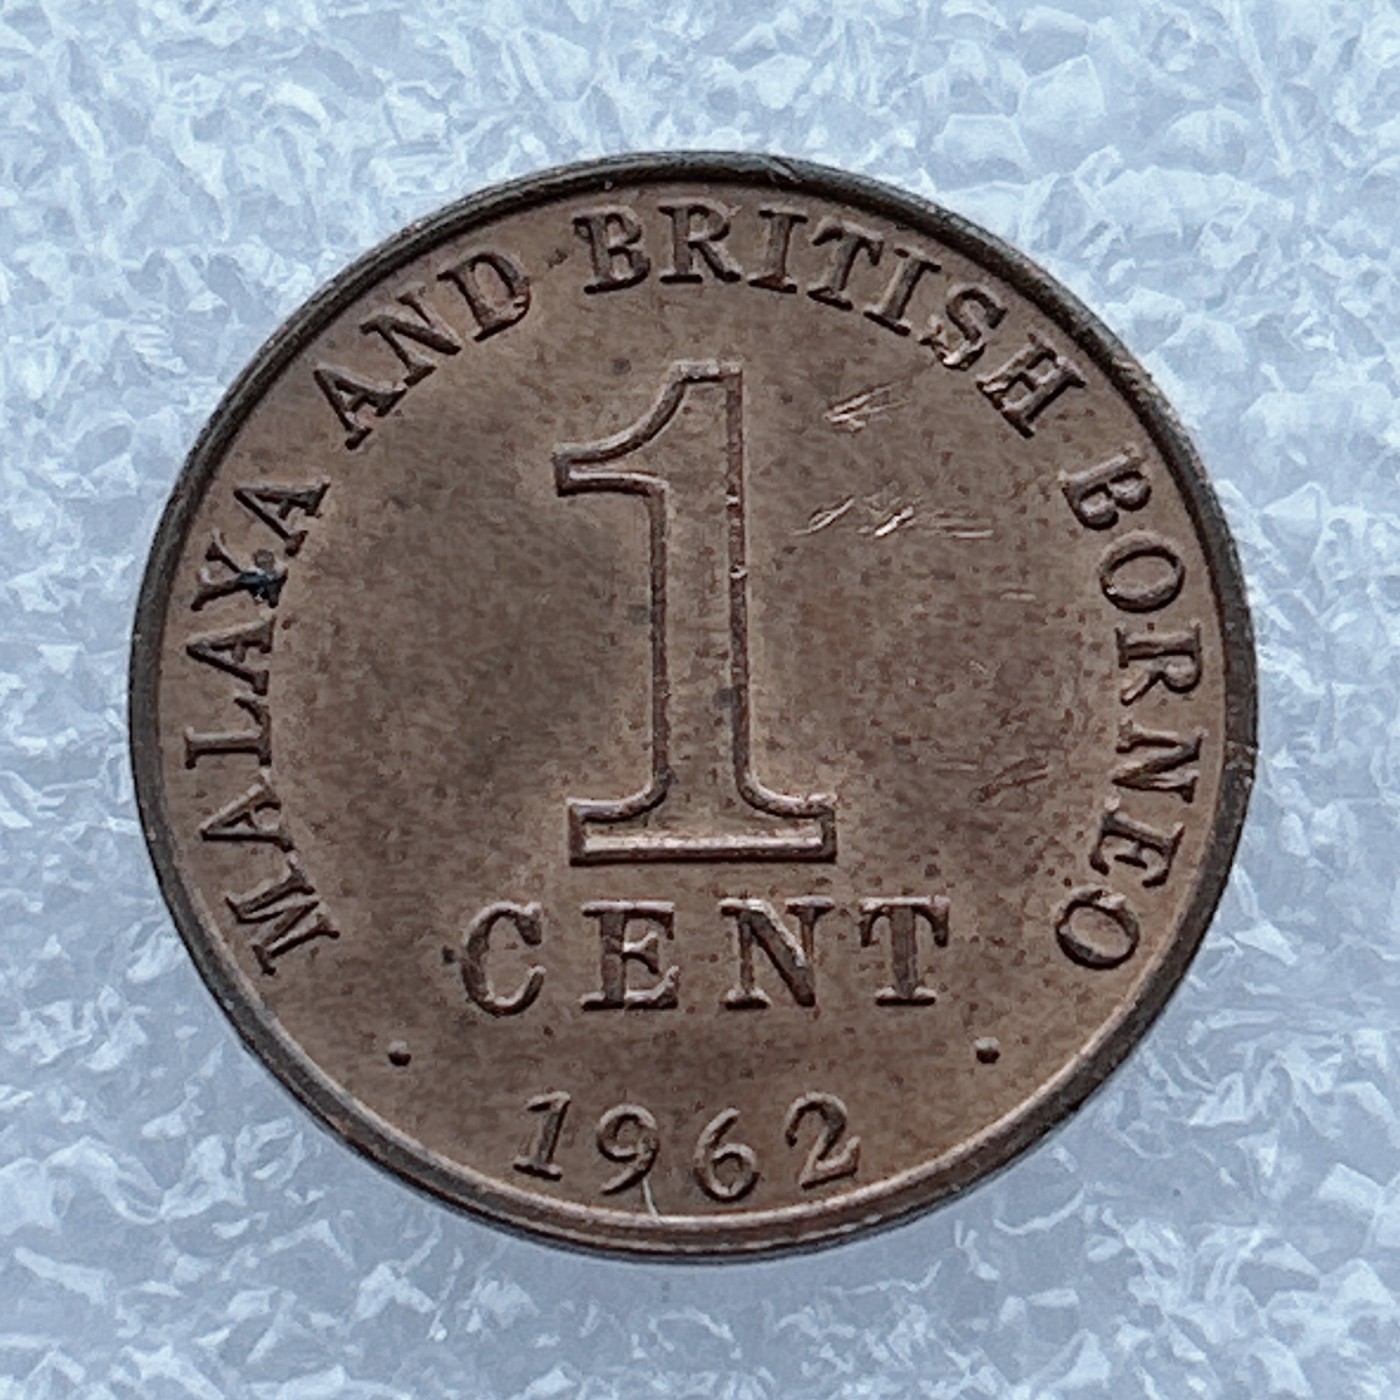 MALAYA AND BRITISH BORNEO
1
CENT
· 1962 ·